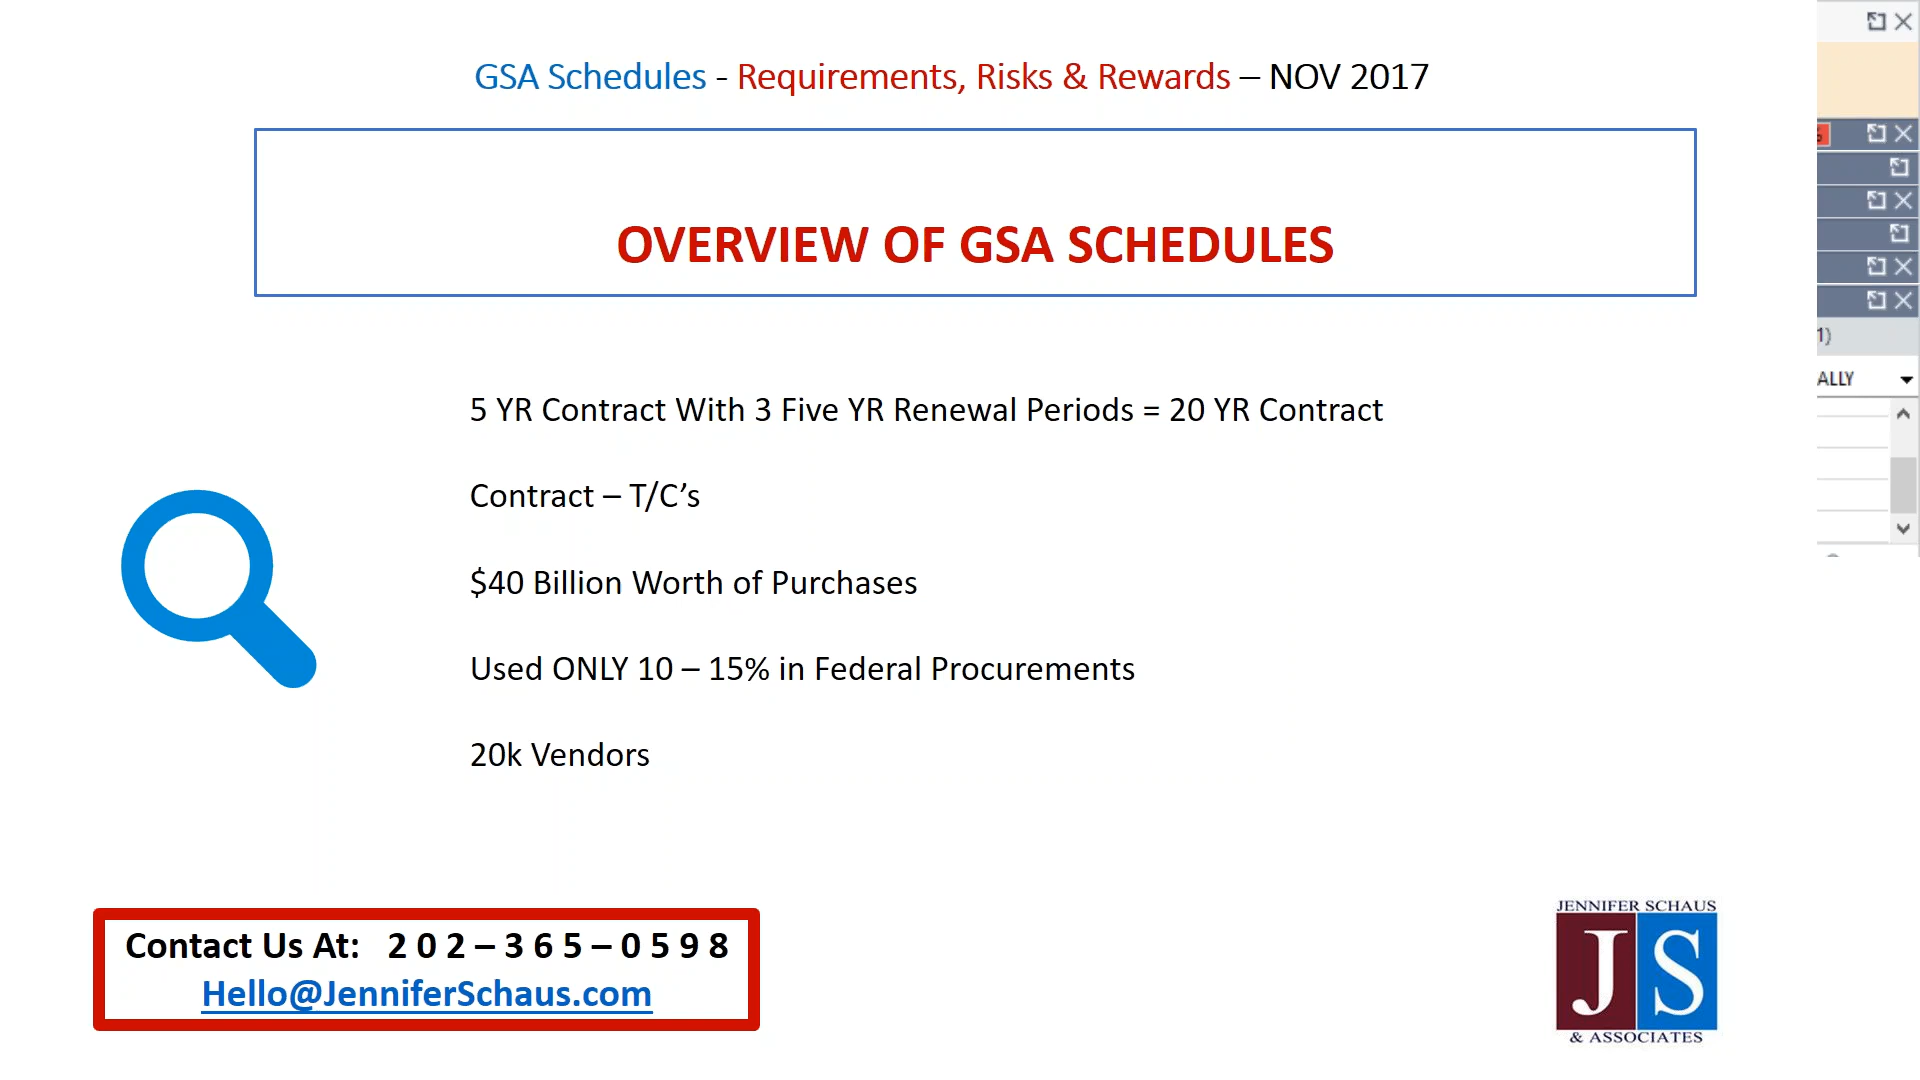 GSA Schedules - Requirements, Risks & Rewards – NOV 2017
OVERVIEW OF GSA SCHEDULES
5 YR Contract With 3 Five YR Renewal Periods = 20 YR Contract
Contract – T/C’s
$40 Billion Worth of Purchases
Used ONLY 10 – 15% in Federal Procurements
20k Vendors
Contact Us At: 2 0 2 – 3 6 5 – 0 5 9 8
Hello@JenniferSchaus.com
JENNIFER SCHAUS
JS
& ASSOCIATES
1)
ALLY